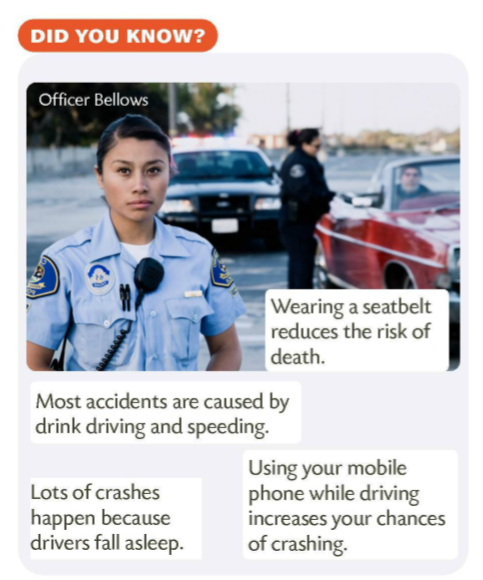 DID YOU KNOW?
Officer Bellows
Wearing a seatbelt
reduces the risk of
death.
Most accidents are caused by
drink driving and speeding.
Using your mobile
phone while driving
increases your chances
of crashing.
Lots of crashes
happen because
drivers fall asleep.